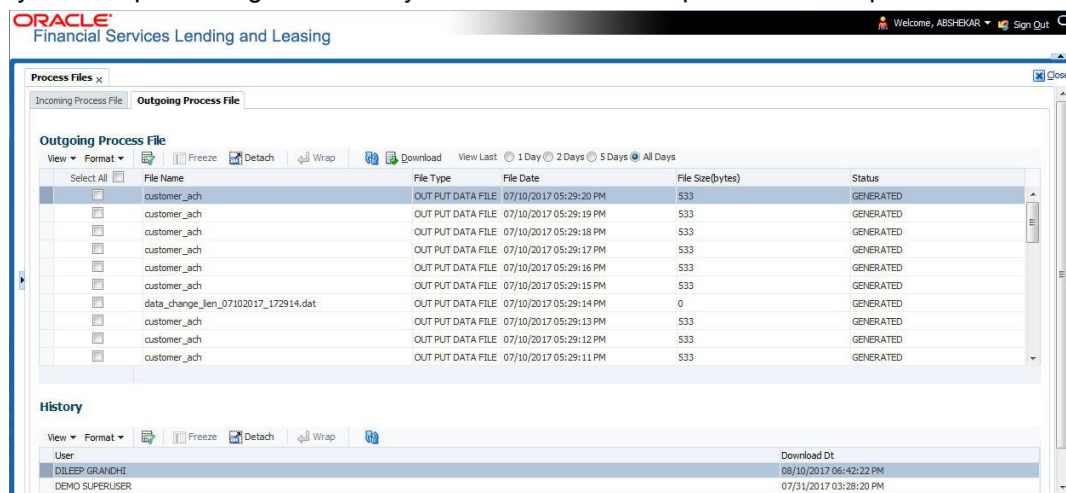 ORACLE
Financial Services Lending and Leasing
Welcome, ABSHEKAR Sign Out
Process Files x
Close
Incoming Process File Outgoing Process File
Outgoing Process File
View Format Freeze Detach Wrap Download View Last 1 Day 2 Days 5 Days All Days
Select All File Name File Type File Date File Size(bytes) Status
customer_ach OUT PUT DATA FILE 07/10/2017 05:29:20 PM 533 GENERATED
customer_ach OUT PUT DATA FILE 07/10/2017 05:29:19 PM 533 GENERATED
customer_ach OUT PUT DATA FILE 07/10/2017 05:29:18 PM 533 GENERATED
customer_ach OUT PUT DATA FILE 07/10/2017 05:29:17 PM 533 GENERATED
customer_ach OUT PUT DATA FILE 07/10/2017 05:29:16 PM 533 GENERATED
customer_ach OUT PUT DATA FILE 07/10/2017 05:29:15 PM 533 GENERATED
data_change_lien_07102017_172914.dat OUT PUT DATA FILE 07/10/2017 05:29:14 PM 0 GENERATED
customer_ach OUT PUT DATA FILE 07/10/2017 05:29:13 PM 533 GENERATED
customer_ach OUT PUT DATA FILE 07/10/2017 05:29:12 PM 533 GENERATED
customer_ach OUT PUT DATA FILE 07/10/2017 05:29:11 PM 533 GENERATED
History
View Format Freeze Detach Wrap
User Download Dt
DILEEP GRANDHI 08/10/2017 06:42:22 PM
DEMO SUPERUSER 07/31/2017 03:28:20 PM